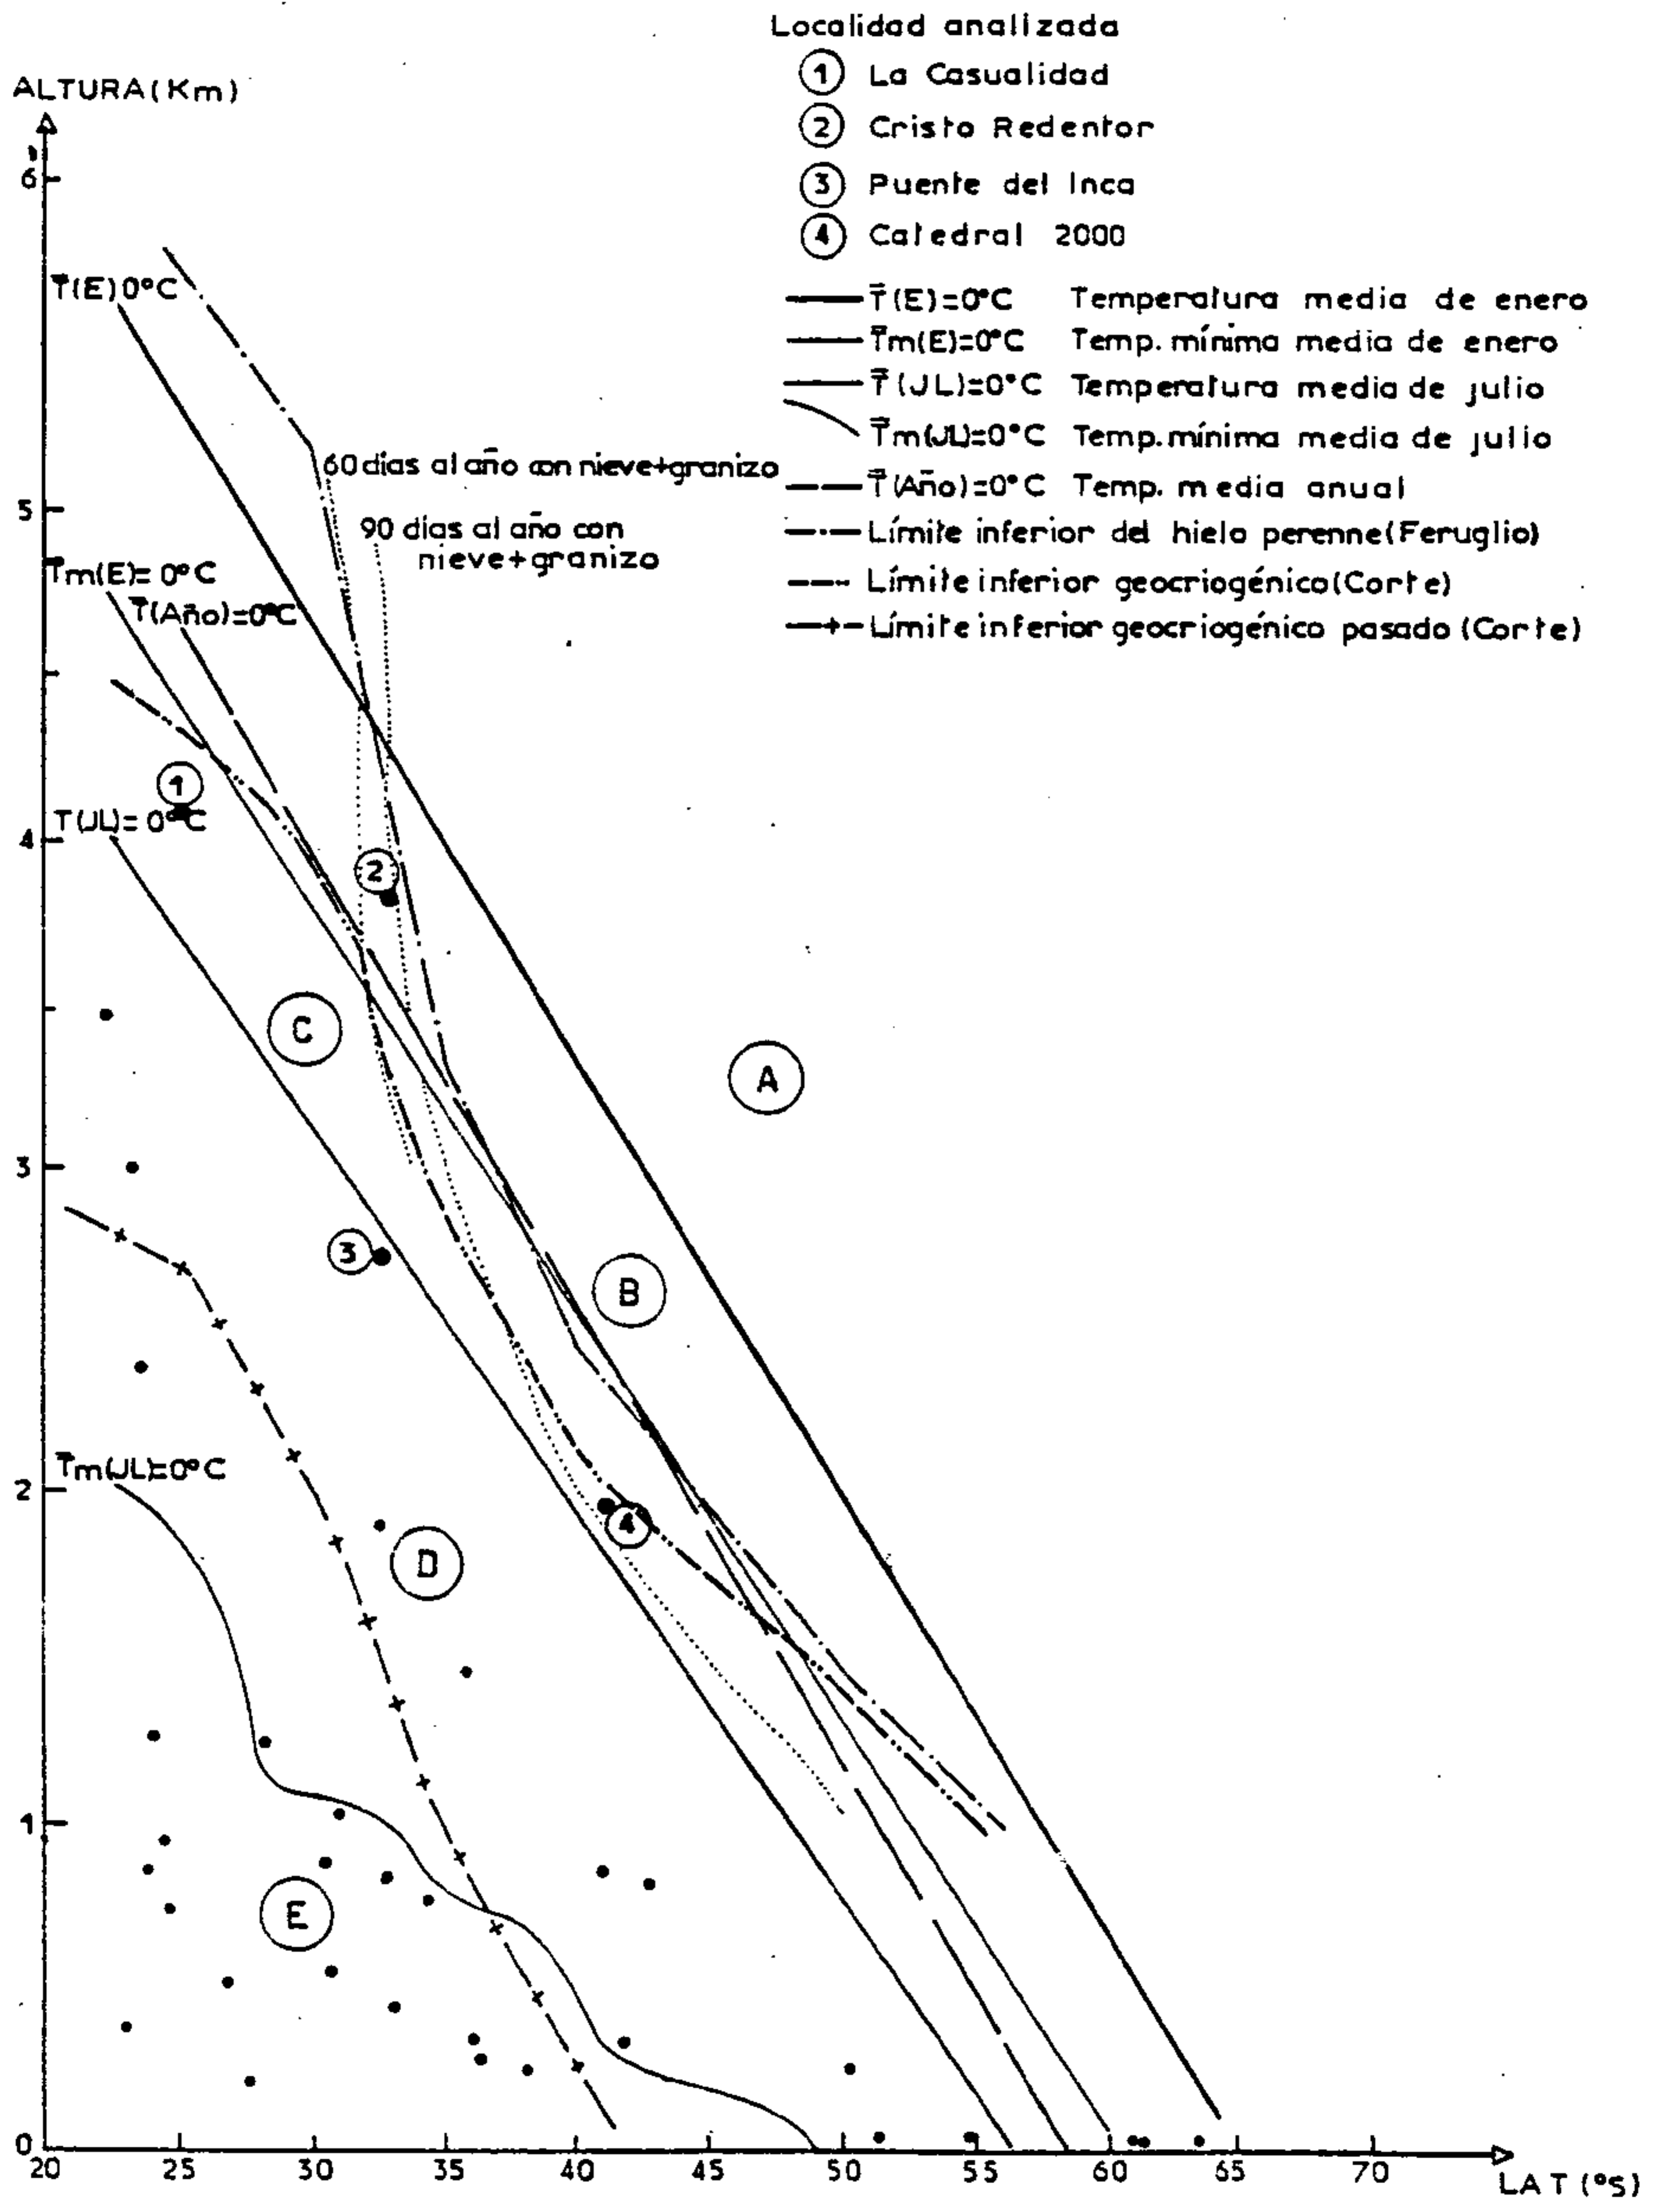 Localidad analizada
ALTURA (Km)
1 La Casualidad
2 Cristo Redentor
3 Puente del Inca
4 Catedral 2000
6
T̄(E) 0°C
T̄(E)=0°C Temperatura media de enero
T̄m(E)=0°C Temp. mínima media de enero
T̄(JL)=0°C Temperatura media de julio
T̄m(JL)=0°C Temp. mínima media de julio
T̄(Año)=0°C Temp. media anual
Límite inferior del hielo perenne (Feruglio)
Límite inferior geocriogénico (Corte)
Límite inferior geocriogénico pasado (Corte)
60 días al año con nieve+granizo
5
90 días al año con
nieve+granizo
T̄m(E)= 0°C
T̄(Año)=0°C
1
T(JL)= 0°C
4
2
C
A
3
3
B
T̄m(JL)=0°C
2
4
D
1
E
0
20 25 30 35 40 45 50 55 60 65 70
LAT (°S)